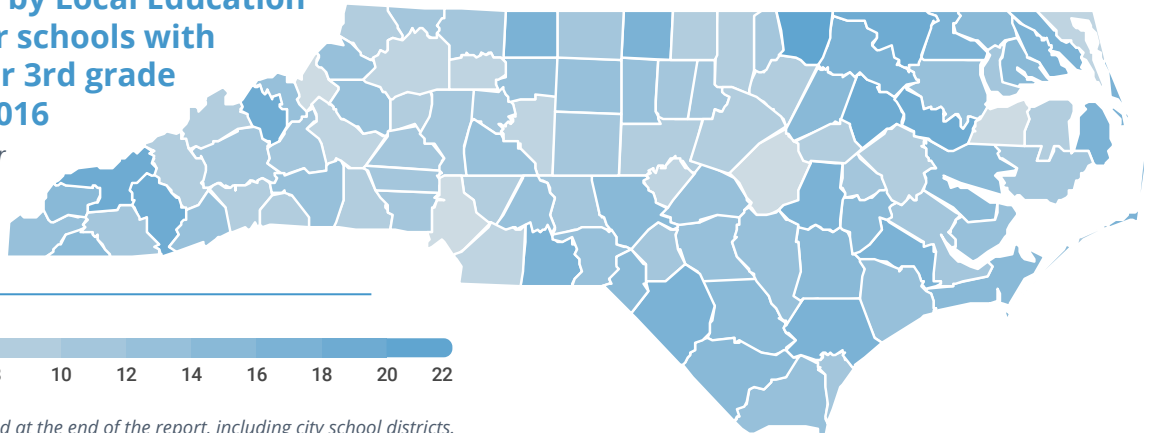 by Local Education
r schools with
r 3rd grade
016
r
10 12 14 16 18 20 22
d at the end of the report, including city school districts.